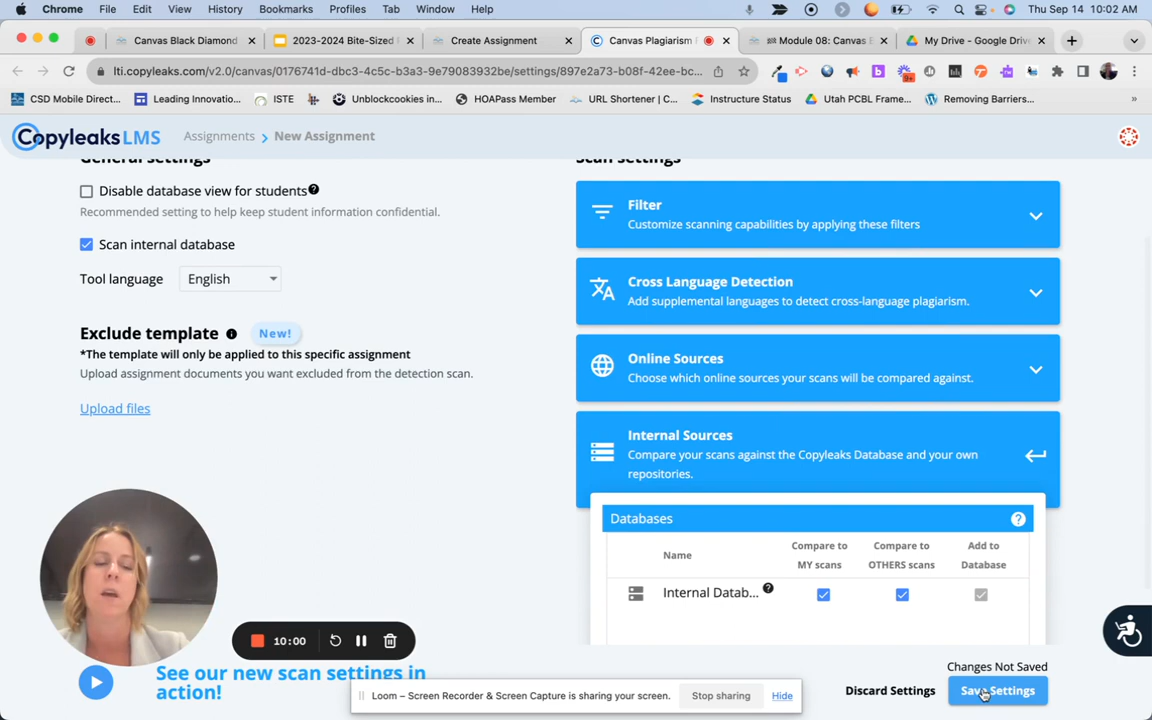 Chrome File Edit View History Bookmarks Profiles Tab Window Help Thu Sep 14 10:02 AM
Canvas Black Diamond 2023-2024 Bite-Sized Create Assignment Canvas Plagiarism Module 08: Canvas My Drive - Google Drive
lti.copyleaks.com/v2.0/canvas/0176741d-dbc3-4c5c-b3a3-9e79083932be/settings/897e2a73-b08f-42ee-bc...
CSD Mobile Direct... Leading Innovatio... ISTE Unblockcookies in... HOAPass Member URL Shortener | C... Instructure Status Utah PCBL Frame... Removing Barriers... »
Copyleaks LMS Assignments New Assignment
General settings
Disable database view for students
Recommended setting to help keep student information confidential.
Scan internal database
Tool language English
Exclude template New!
*The template will only be applied to this specific assignment
Upload assignment documents you want excluded from the detection scan.
Upload files
Scan settings
Filter
Customize scanning capabilities by applying these filters
Cross Language Detection
Add supplemental languages to detect cross-language plagiarism.
Online Sources
Choose which online sources your scans will be compared against.
Internal Sources
Compare your scans against the Copyleaks Database and your own
repositories.
Databases
Name Compare to MY scans Compare to OTHERS scans Add to Database
Internal Datab...
10:00
See our new scan settings in
action!
Loom – Screen Recorder & Screen Capture is sharing your screen. Stop sharing Hide
Changes Not Saved
Discard Settings Save Settings